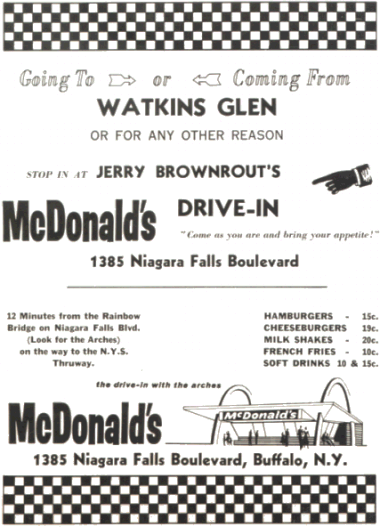 Going To or Coming From
WATKINS GLEN
OR FOR ANY OTHER REASON
STOP IN AT JERRY BROWNROUT'S
McDonald's DRIVE-IN
"Come as you are and bring your appetite!"
1385 Niagara Falls Boulevard
12 Minutes from the Rainbow
Bridge on Niagara Falls Blvd.
(Look for the Arches)
on the way to the N.Y.S.
Thruway.
HAMBURGERS - 15c.
CHEESEBURGERS 19c.
MILK SHAKES - 20c.
FRENCH FRIES - 10c.
SOFT DRINKS 10 & 15c.
the drive-in with the arches
McDonald's
McDonald's
1385 Niagara Falls Boulevard, Buffalo, N.Y.